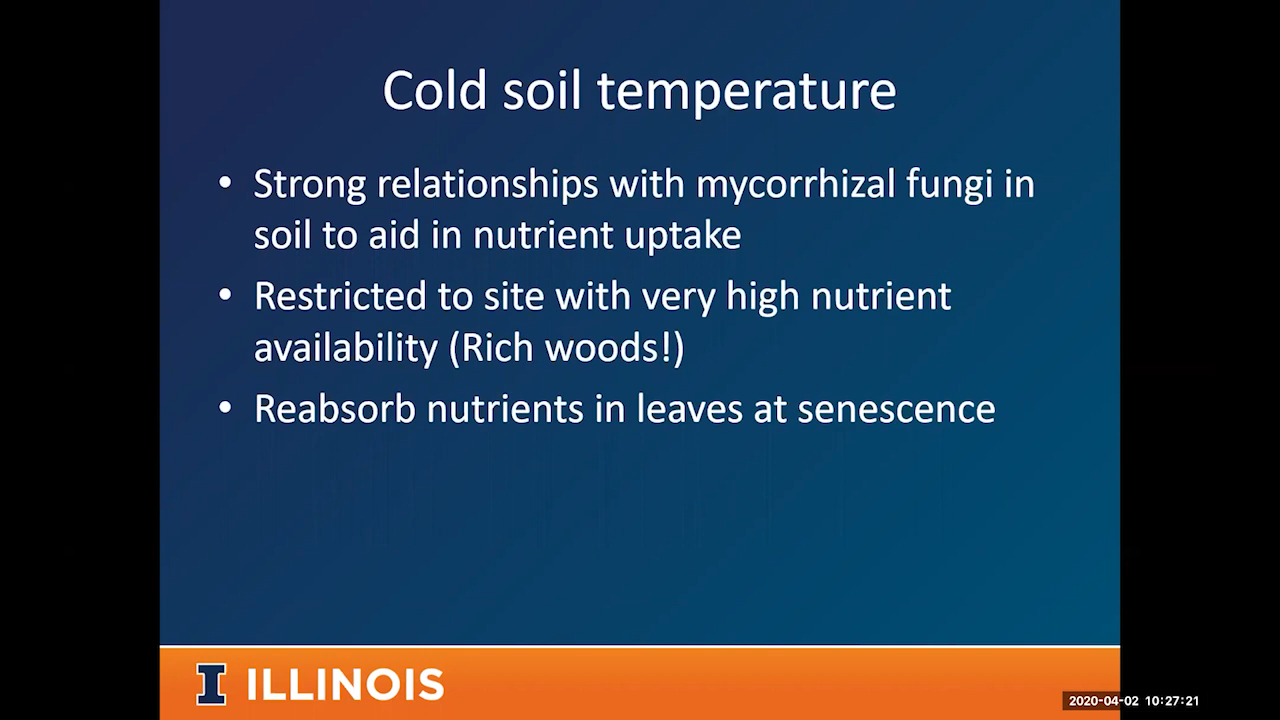 Cold soil temperature
• Strong relationships with mycorrhizal fungi in
soil to aid in nutrient uptake
• Restricted to site with very high nutrient
availability (Rich woods!)
• Reabsorb nutrients in leaves at senescence
I ILLINOIS
2020-04-02 10:27:21